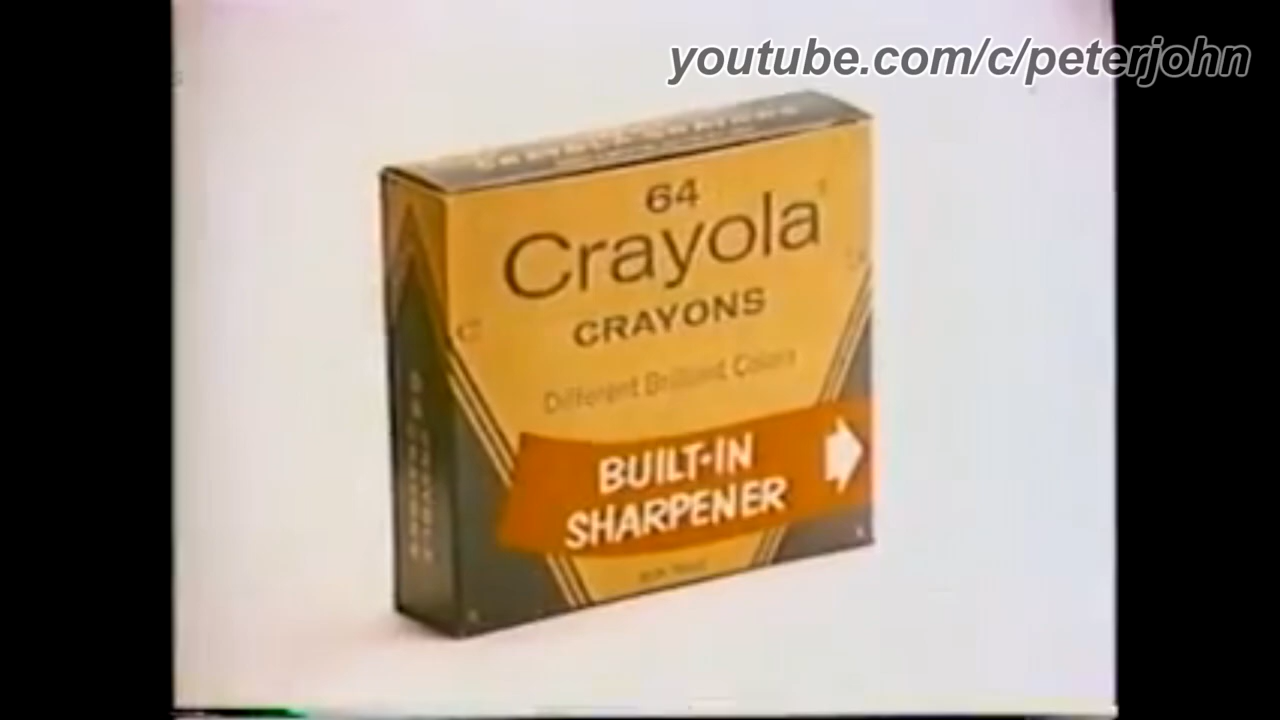 youtube.com/c/peterjohn
64
Crayola
CRAYONS
Different Brilliant Colors
BUILT-IN
SHARPENER